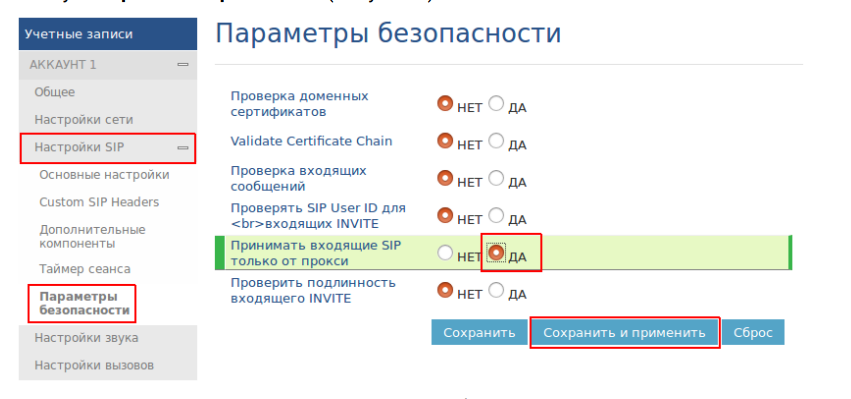 Учетные записи
АККАУНТ 1
Общее
Настройки сети
Настройки SIP
Основные настройки
Custom SIP Headers
Дополнительные
компоненты
Таймер сеанса
Параметры
безопасности
Настройки звука
Настройки вызовов
Параметры безопасности
Проверка доменных
сертификатов
НЕТ ДА
Validate Certificate Chain
НЕТ ДА
Проверка входящих
сообщений
НЕТ ДА
Проверять SIP User ID для
<br>входящих INVITE
НЕТ ДА
Принимать входящие SIP
только от прокси
НЕТ ДА
Проверить подлинность
входящего INVITE
НЕТ ДА
Сохранить Сохранить и применить Сброс